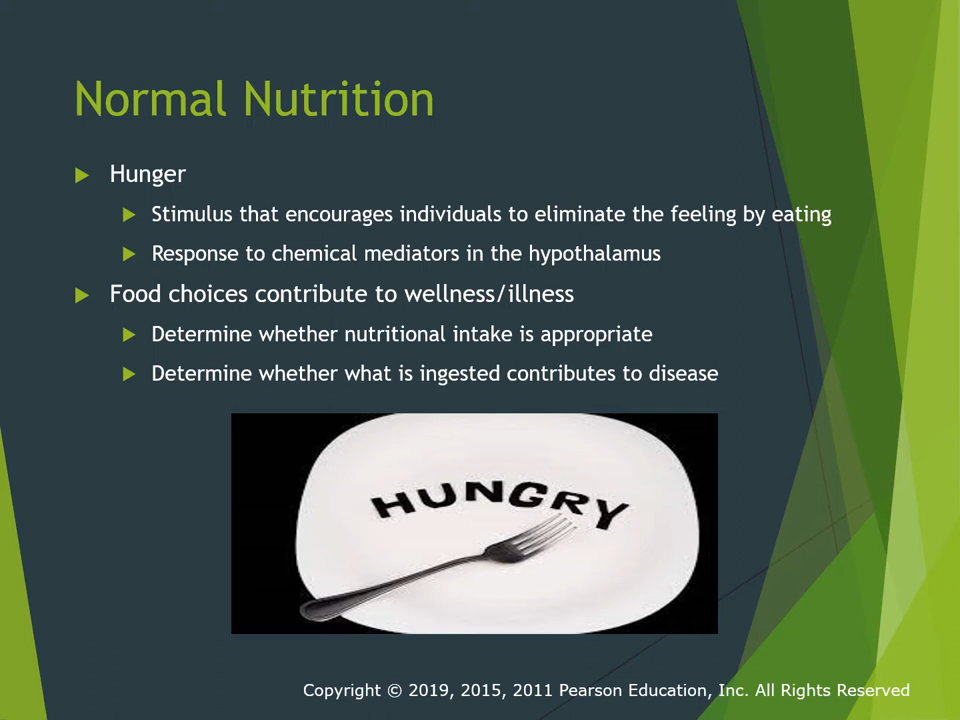 Normal Nutrition
Hunger
Stimulus that encourages individuals to eliminate the feeling by eating
Response to chemical mediators in the hypothalamus
Food choices contribute to wellness/illness
Determine whether nutritional intake is appropriate
Determine whether what is ingested contributes to disease
HUNGRY
Copyright © 2019, 2015, 2011 Pearson Education, Inc. All Rights Reserved